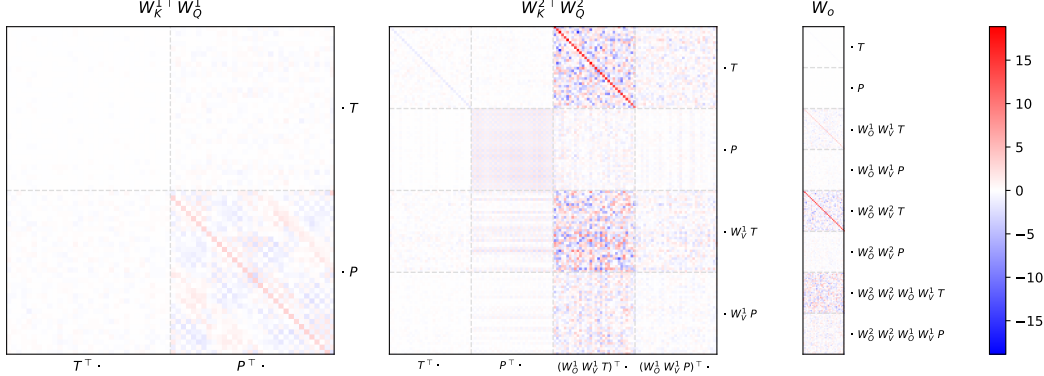 W_K^1⊤ W_Q^1
W_K^2⊤ W_Q^2
W_o
· T
· P
T⊤ ·
P⊤ ·
· T
· P
· W_V^1 T
· W_V^1 P
T⊤ ·
P⊤ ·
(W_O^1 W_V^1 T)⊤ ·
(W_O^1 W_V^1 P)⊤ ·
· T
· P
· W_O^1 W_V^1 T
· W_O^1 W_V^1 P
· W_O^2 W_V^2 T
· W_O^2 W_V^2 P
· W_O^2 W_V^2 W_O^1 W_V^1 T
· W_O^2 W_V^2 W_O^1 W_V^1 P
15
10
5
0
−5
−10
−15